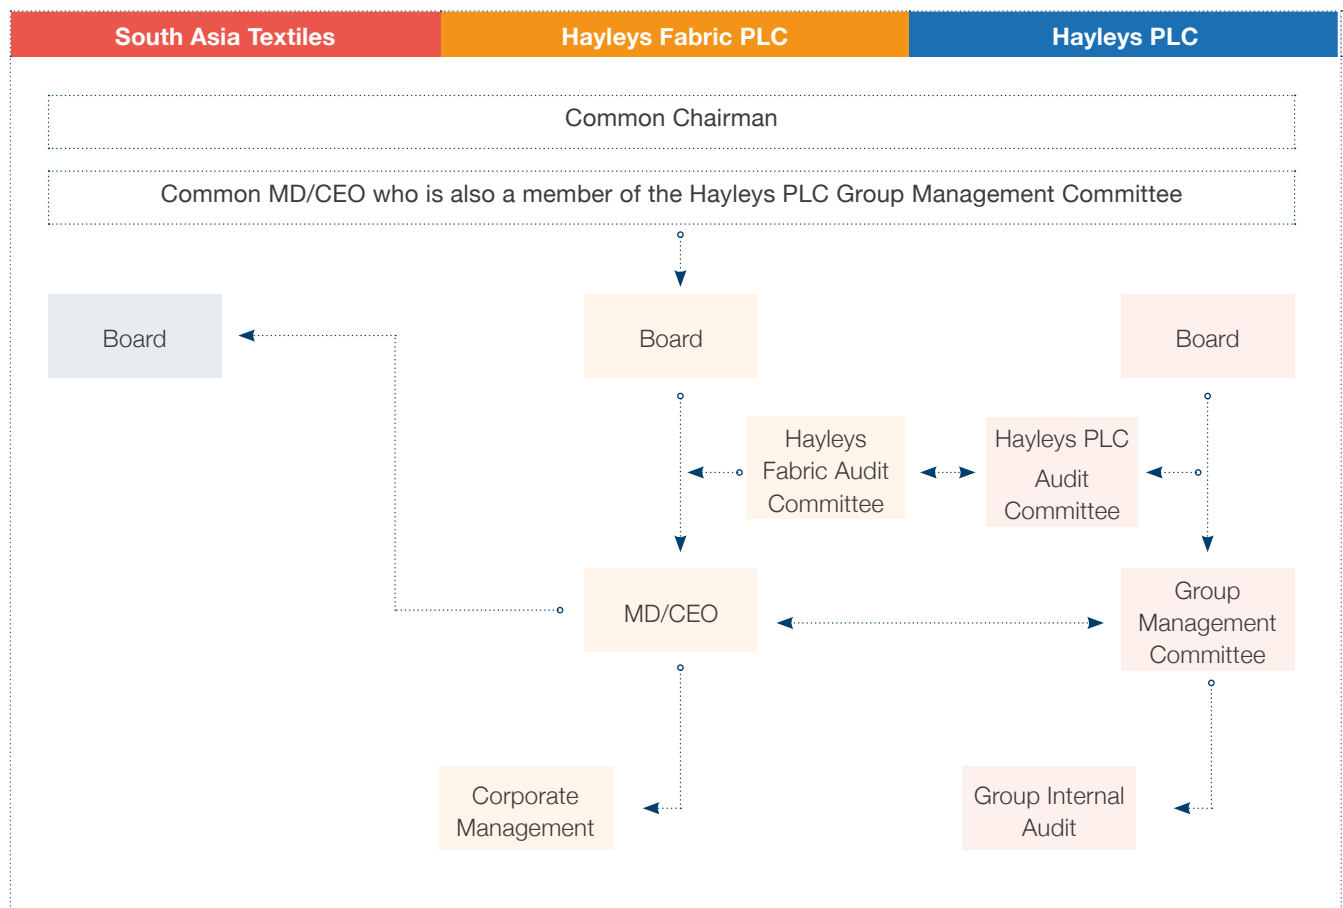 South Asia Textiles
Hayleys Fabric PLC
Hayleys PLC
Common Chairman
Common MD/CEO who is also a member of the Hayleys PLC Group Management Committee
Board
Board
Board
Hayleys
Fabric Audit
Committee
Hayleys PLC
Audit
Committee
MD/CEO
Group
Management
Committee
Corporate
Management
Group Internal
Audit